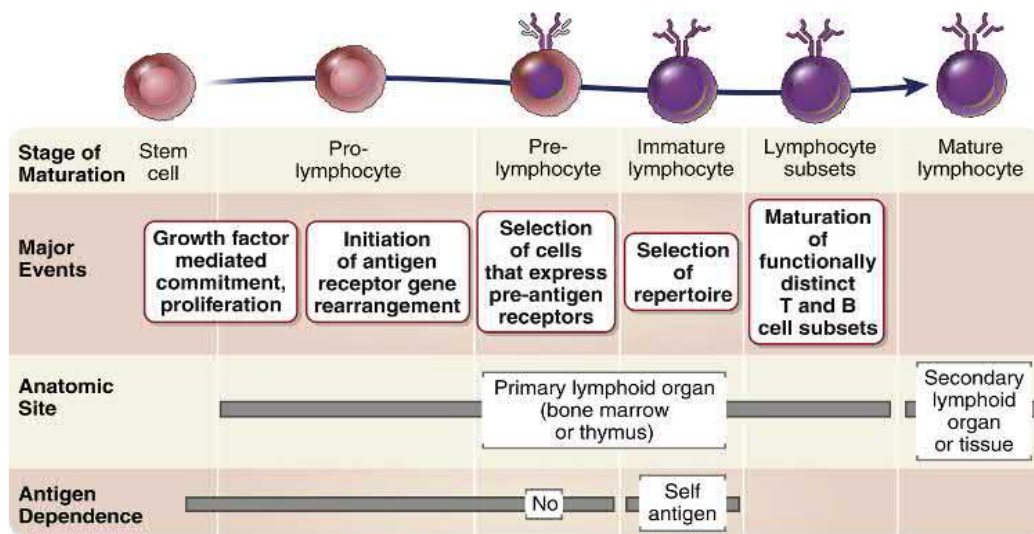 Stage of
Maturation
Stem
cell
Pro-
lymphocyte
Pre-
lymphocyte
Immature
lymphocyte
Lymphocyte
subsets
Mature
lymphocyte
Major
Events
Growth factor
mediated
commitment,
proliferation
Initiation
of antigen
receptor gene
rearrangement
Selection
of cells
that express
pre-antigen
receptors
Selection
of
repertoire
Maturation
of
functionally
distinct
T and B
cell subsets
Anatomic
Site
Primary lymphoid organ
(bone marrow
or thymus)
Secondary
lymphoid
organ
or tissue
Antigen
Dependence
No
Self
antigen